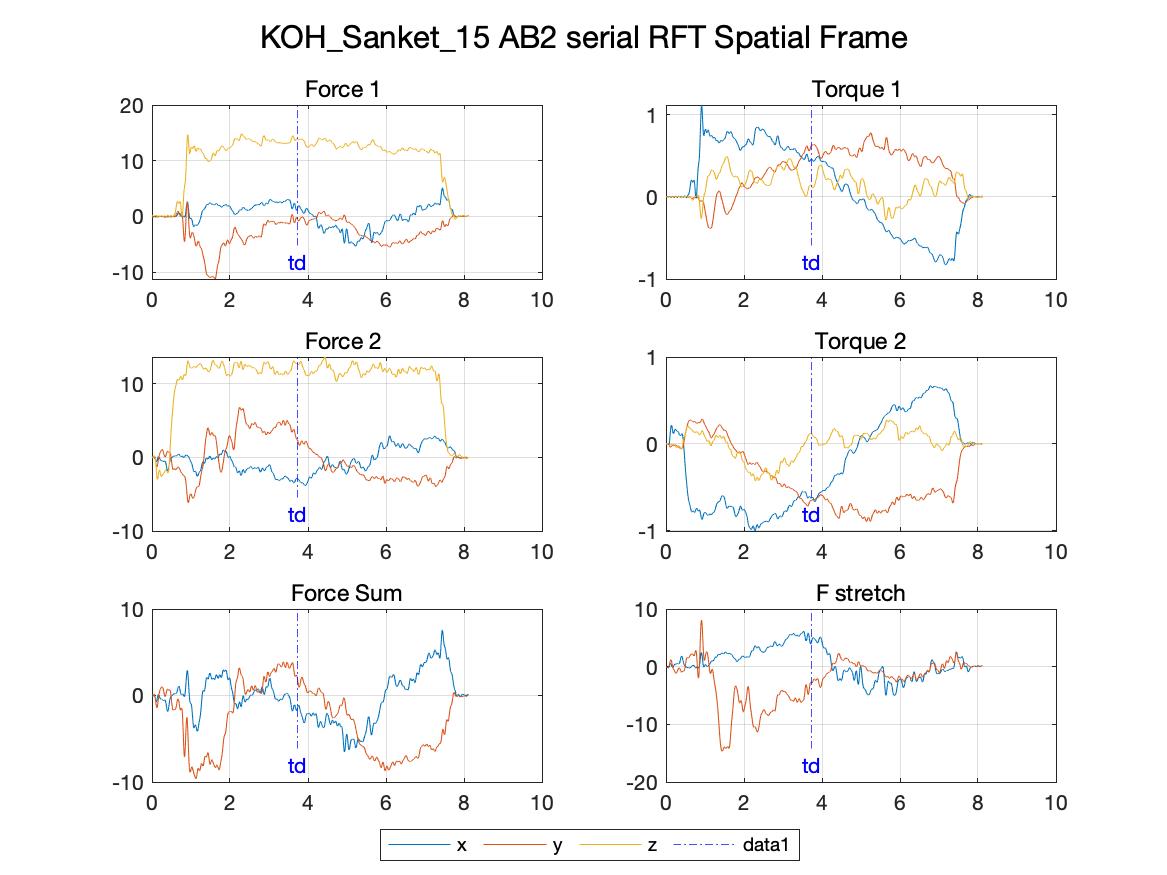 KOH_Sanket_15 AB2 serial RFT Spatial Frame
Force 1
20
10
0
-10
td
0 2 4 6 8 10
Torque 1
1
0
-1
td
0 2 4 6 8 10
Force 2
10
0
-10
td
0 2 4 6 8 10
Torque 2
1
0
-1
td
0 2 4 6 8 10
Force Sum
10
0
-10
td
0 2 4 6 8 10
F stretch
10
0
-10
-20
td
0 2 4 6 8 10
x y z data1